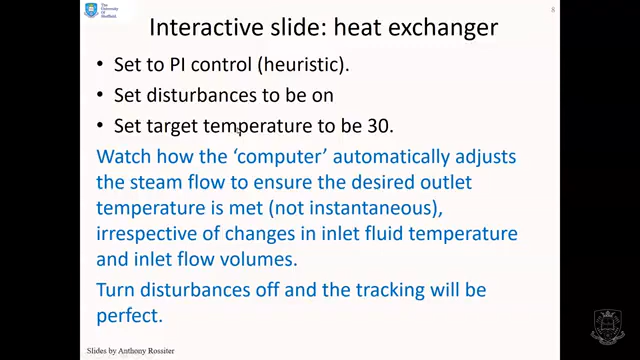 The
University
Of
Sheffield.
8
Interactive slide: heat exchanger
• Set to PI control (heuristic).
• Set disturbances to be on
• Set target temperature to be 30.
Watch how the ‘computer’ automatically adjusts
the steam flow to ensure the desired outlet
temperature is met (not instantaneous),
irrespective of changes in inlet fluid temperature
and inlet flow volumes.
Turn disturbances off and the tracking will be
perfect.
Slides by Anthony Rossiter